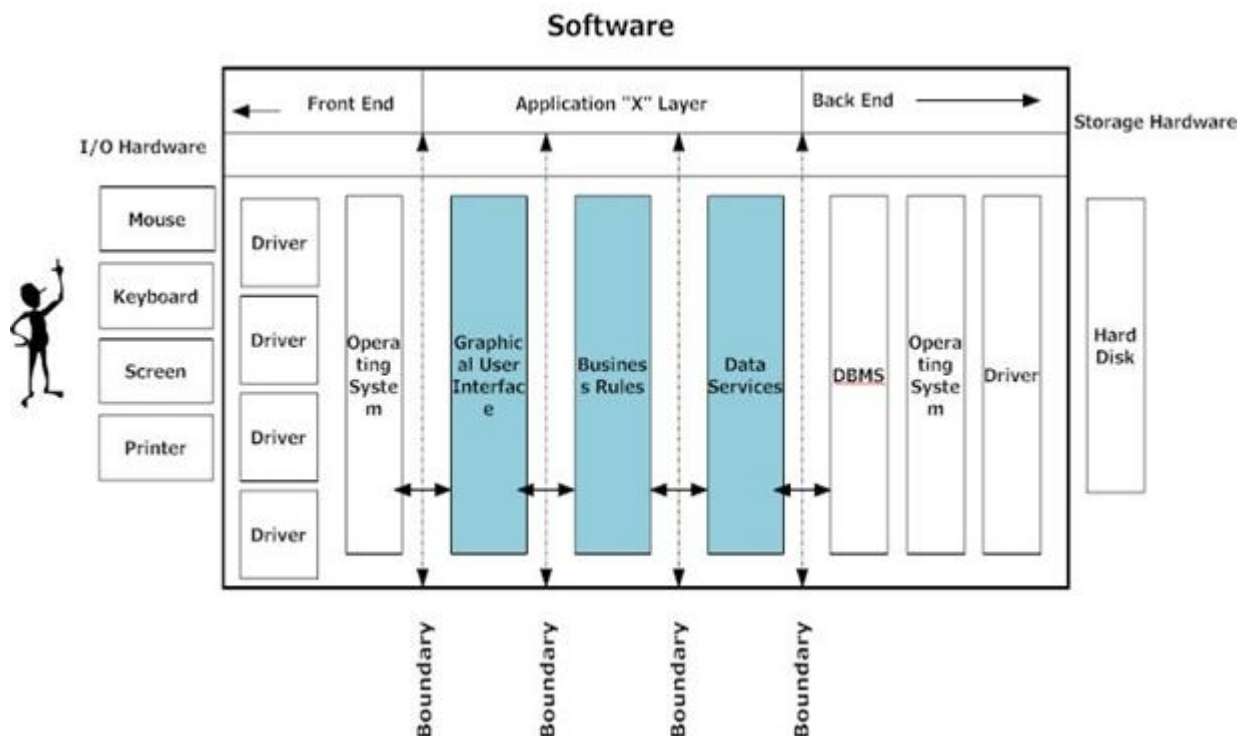 Software
Front End
Application "X" Layer
Back End
Storage Hardware
I/O Hardware
Mouse
Keyboard
Screen
Printer
Driver
Driver
Driver
Driver
Opera
ting
Syste
m
Graphic
al User
Interfac
e
Busines
s Rules
Data
Services
DBMS
Opera
ting
Syste
m
Driver
Hard
Disk
Boundary
Boundary
Boundary
Boundary